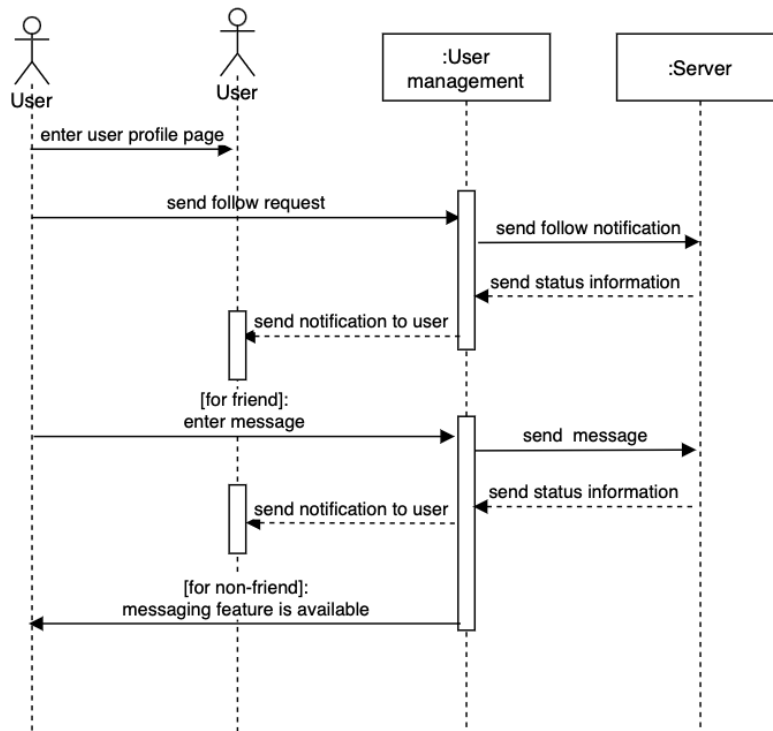 User
User
:User
management
:Server
enter user profile page
send follow request
send follow notification
send status information
send notification to user
[for friend]:
enter message
send message
send status information
send notification to user
[for non-friend]:
messaging feature is available